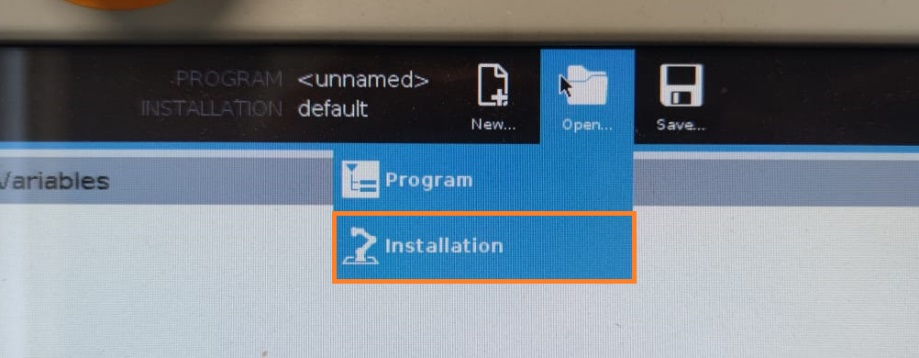 PROGRAM <unnamed>
INSTALLATION default
New...
Open...
Save...
Variables
Program
Installation